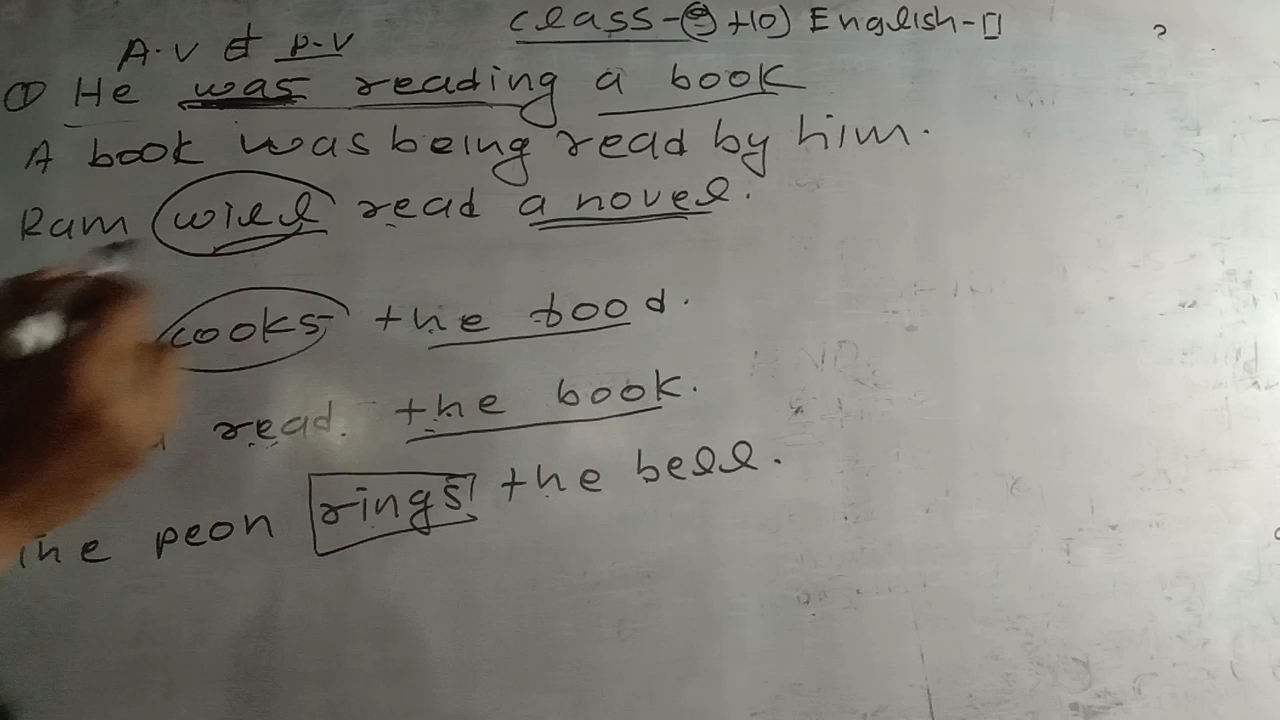 class-(9+10) English-II
A.V & P.V
① He was reading a book
A book was being read by him.
Ram will read a novel.
cooks the food.
read the book.
The peon rings the bell.